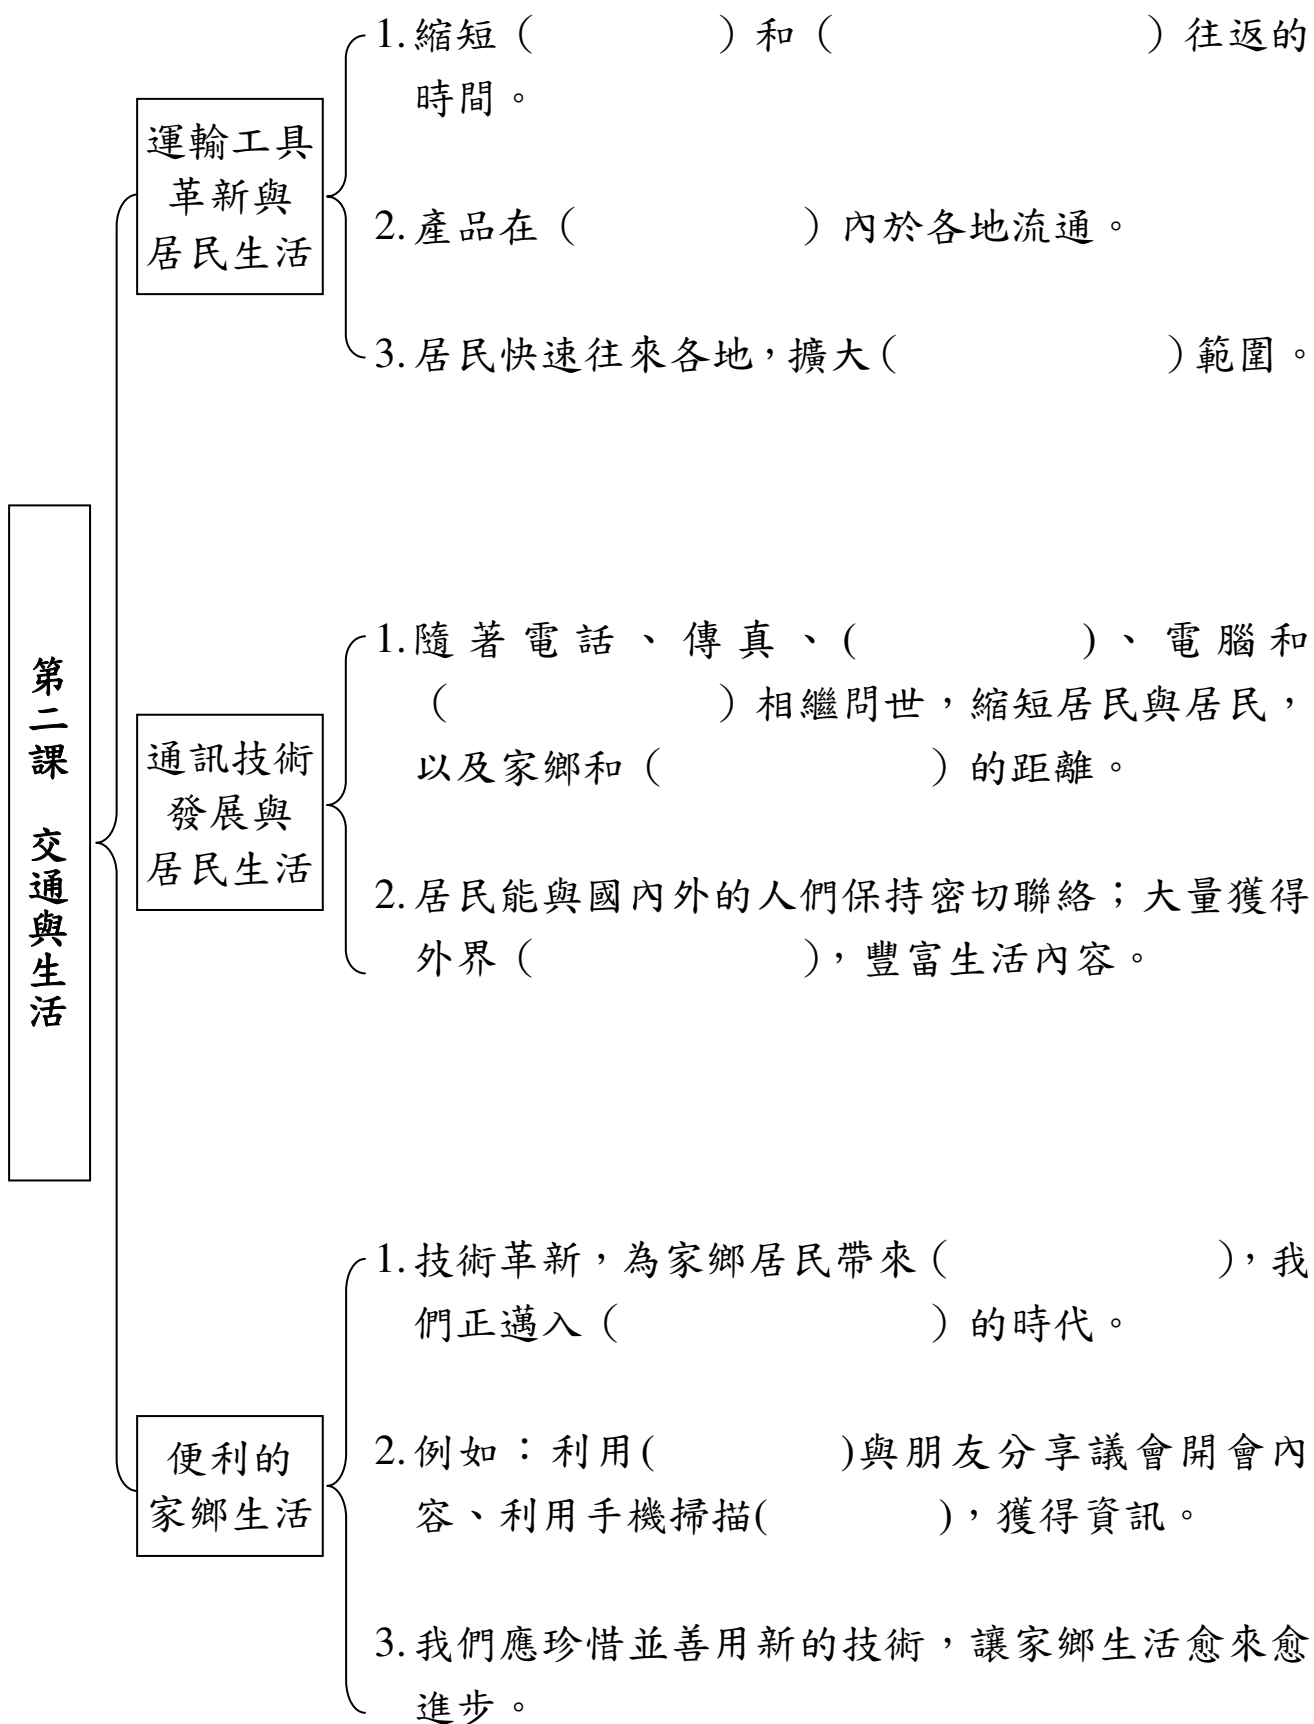 第二課 交通與生活
運輸工具
革新與
居民生活
1.縮短（　　　　）和（　　　　　　）往返的
時間。
2.產品在（　　　　）內於各地流通。
3.居民快速往來各地，擴大（　　　　　）範圍。
通訊技術
發展與
居民生活
1.隨著電話、傳真、(　　　　)、電腦和
（　　　　　）相繼問世，縮短居民與居民，
以及家鄉和（　　　　　）的距離。
2.居民能與國內外的人們保持密切聯絡；大量獲得
外界（　　　　　），豐富生活內容。
便利的
家鄉生活
1.技術革新，為家鄉居民帶來（　　　　　），我
們正邁入（　　　　　　）的時代。
2.例如：利用(　　　　)與朋友分享議會開會內
容、利用手機掃描(　　　　)，獲得資訊。
3.我們應珍惜並善用新的技術，讓家鄉生活愈來愈
進步。